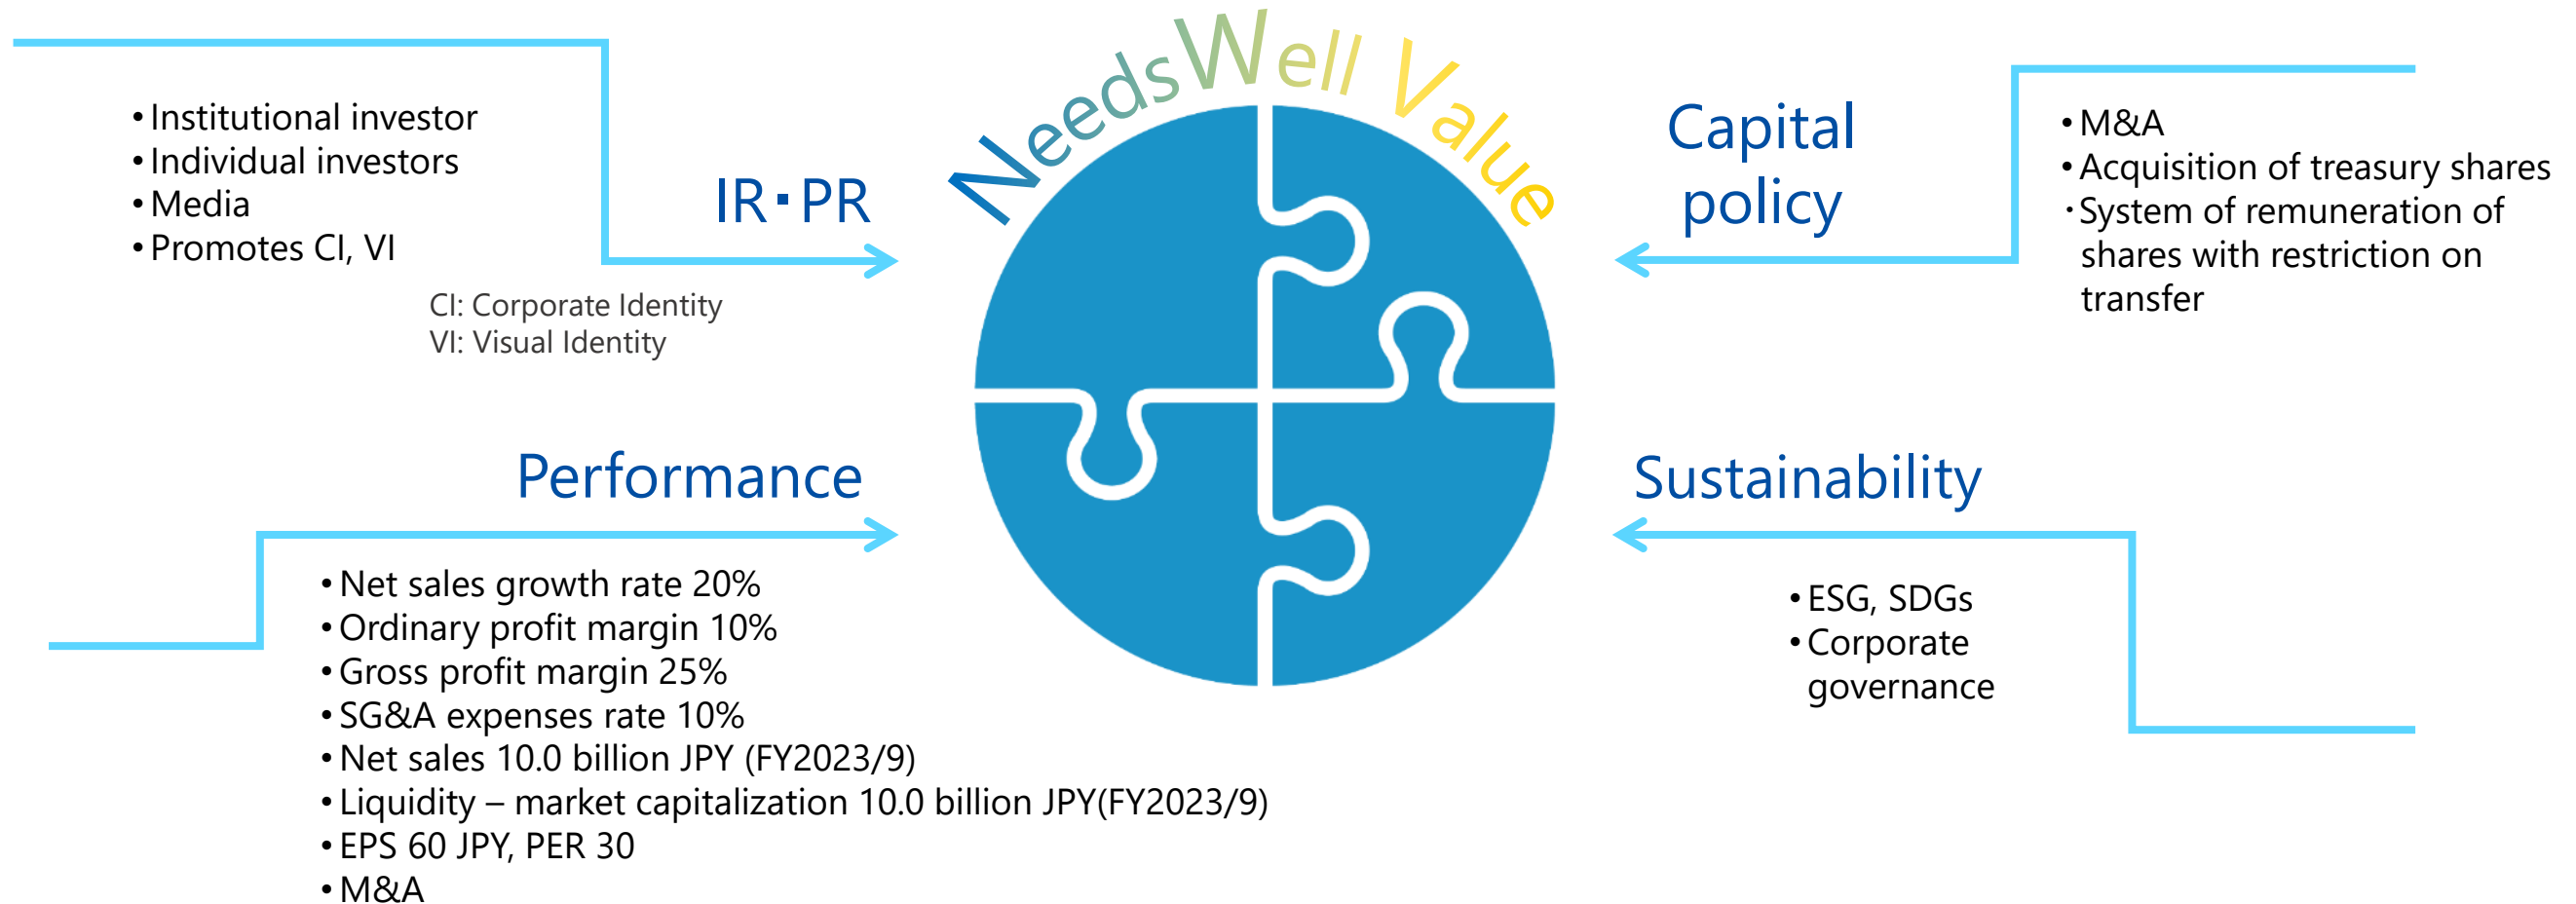 NeedsWell Value
IR・PR
• Institutional investor
• Individual investors
• Media
• Promotes CI, VI
CI: Corporate Identity
VI: Visual Identity
Capital
policy
• M&A
• Acquisition of treasury shares
・System of remuneration of
shares with restriction on
transfer
Performance
• Net sales growth rate 20%
• Ordinary profit margin 10%
• Gross profit margin 25%
• SG&A expenses rate 10%
• Net sales 10.0 billion JPY (FY2023/9)
• Liquidity – market capitalization 10.0 billion JPY(FY2023/9)
• EPS 60 JPY, PER 30
• M&A
Sustainability
• ESG, SDGs
• Corporate
governance